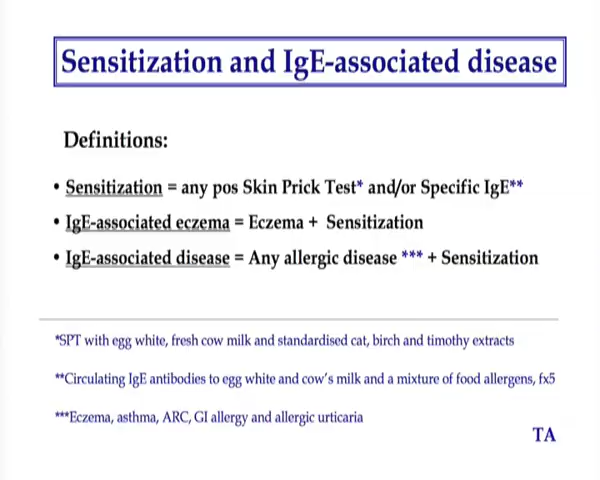 Sensitization and IgE-associated disease
Definitions:
• Sensitization = any pos Skin Prick Test* and/or Specific IgE**
• IgE-associated eczema = Eczema + Sensitization
• IgE-associated disease = Any allergic disease *** + Sensitization
*SPT with egg white, fresh cow milk and standardised cat, birch and timothy extracts
**Circulating IgE antibodies to egg white and cow's milk and a mixture of food allergens, fx5
***Eczema, asthma, ARC, GI allergy and allergic urticaria
TA